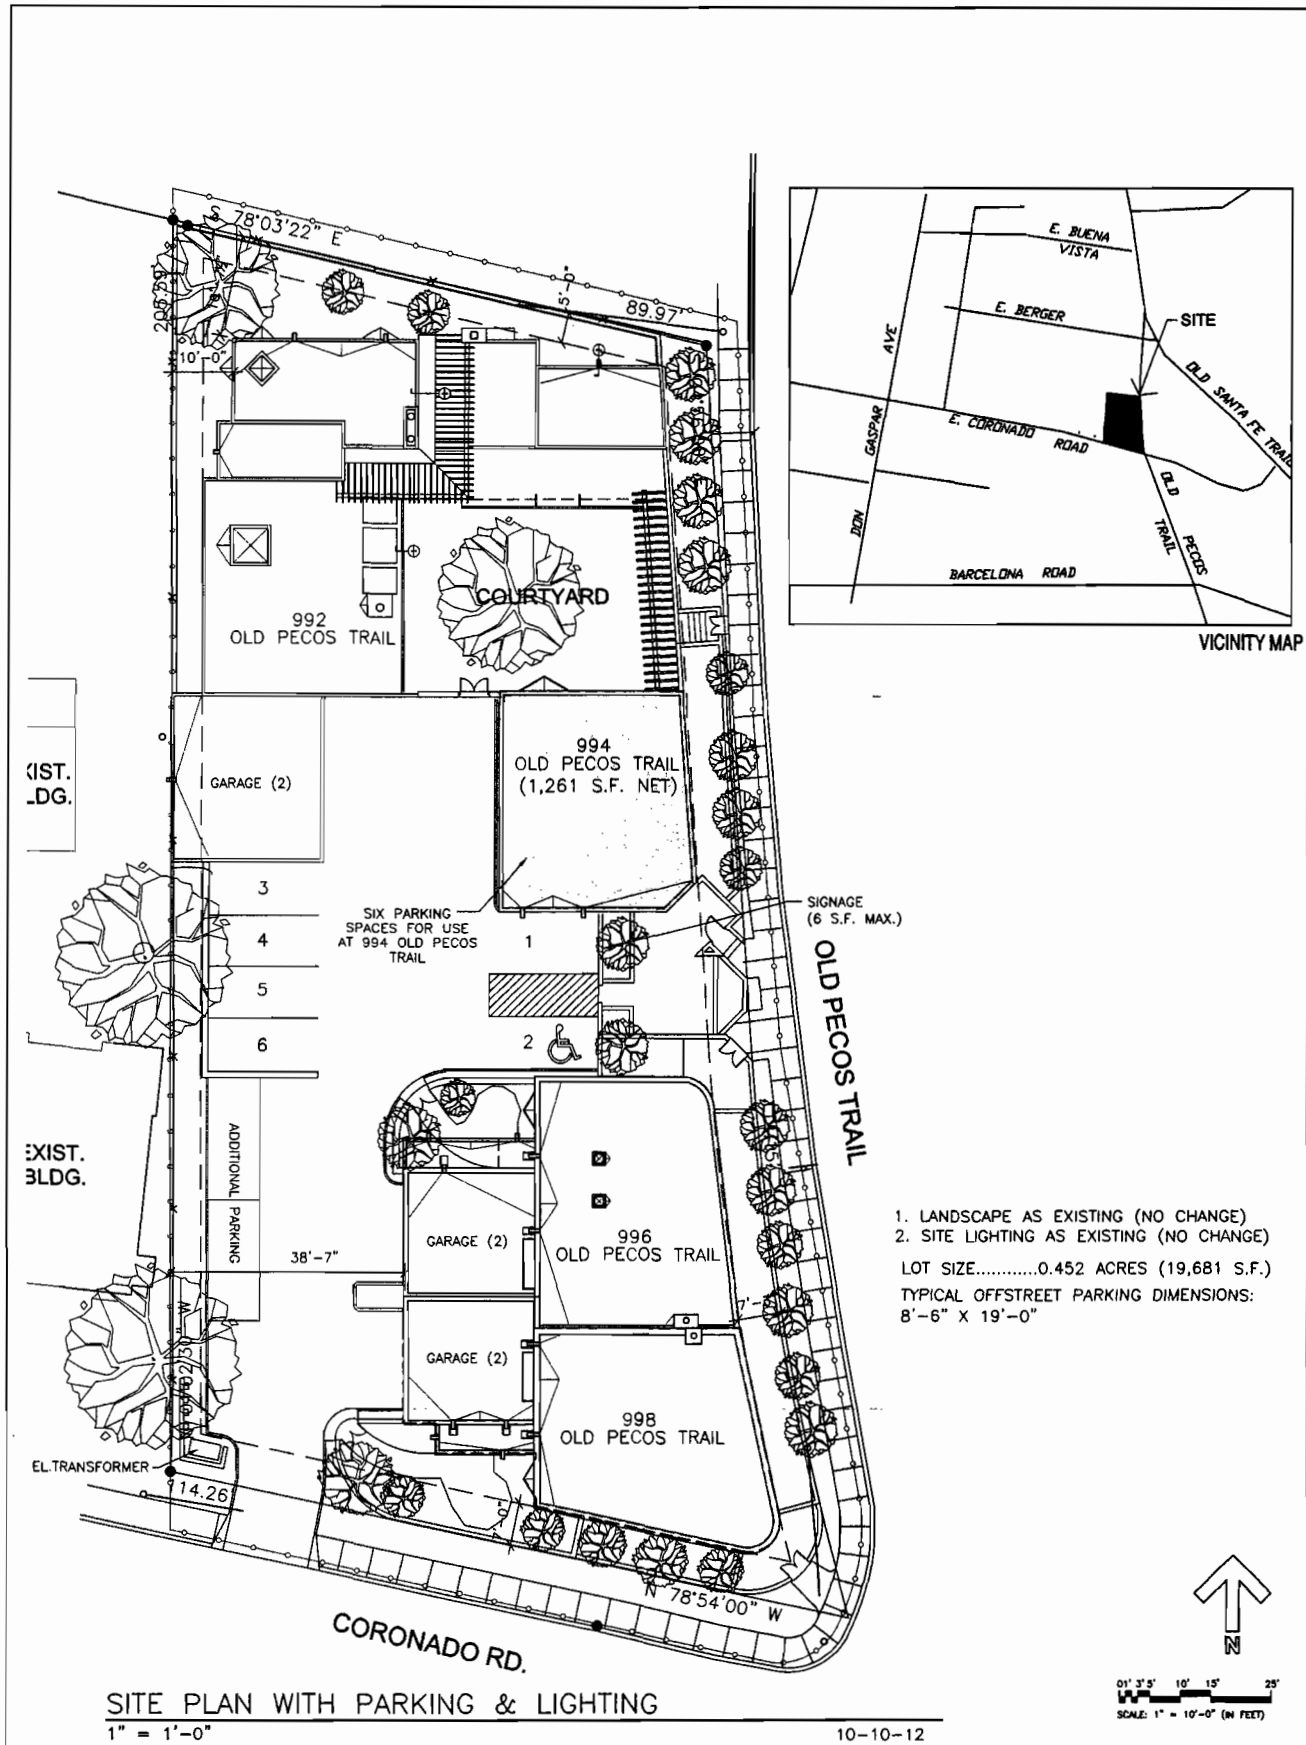 S 78°03'22" E
89.97'
5'-0"
10'-0"
E. BUENA
VISTA
E. BERGER
SITE
AVE
GASPAR
DON
OLD SANTA FE TRAIL
E. CORONADO
ROAD
OLD
PECOS
TRAIL
BARCELONA ROAD
VICINITY MAP
COURTYARD
992
OLD PECOS TRAIL
994
OLD PECOS TRAIL
(1,261 S.F. NET)
GARAGE (2)
3
4
5
6
SIX PARKING
SPACES FOR USE
AT 994 OLD PECOS
TRAIL
1
2
SIGNAGE
(6 S.F. MAX.)
OLD PECOS TRAIL
EXIST.
BLDG.
ADDITIONAL PARKING
38'-7"
GARAGE (2)
996
OLD PECOS TRAIL
GARAGE (2)
998
OLD PECOS TRAIL
7'-0"
1. LANDSCAPE AS EXISTING (NO CHANGE)
2. SITE LIGHTING AS EXISTING (NO CHANGE)
LOT SIZE............0.452 ACRES (19,681 S.F.)
TYPICAL OFFSTREET PARKING DIMENSIONS:
8'-6" X 19'-0"
EL.TRANSFORMER
114.26
N 78°54'00" W
CORONADO RD.
N
01' 3' 5' 10' 15' 25'
SCALE: 1" = 10'-0" (IN FEET)
SITE PLAN WITH PARKING & LIGHTING
1" = 1'-0"
10-10-12